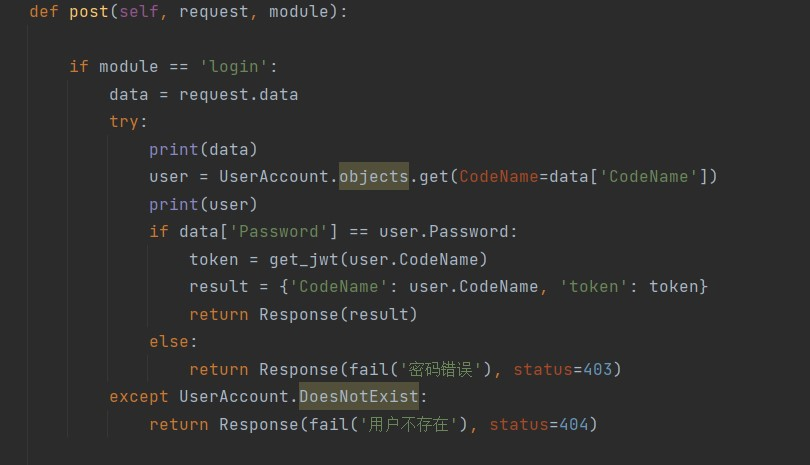 def post(self, request, module):
if module == 'login':
data = request.data
try:
print(data)
user = UserAccount.objects.get(CodeName=data['CodeName'])
print(user)
if data['Password'] == user.Password:
token = get_jwt(user.CodeName)
result = {'CodeName': user.CodeName, 'token': token}
return Response(result)
else:
return Response(fail('密码错误'), status=403)
except UserAccount.DoesNotExist:
return Response(fail('用户不存在'), status=404)